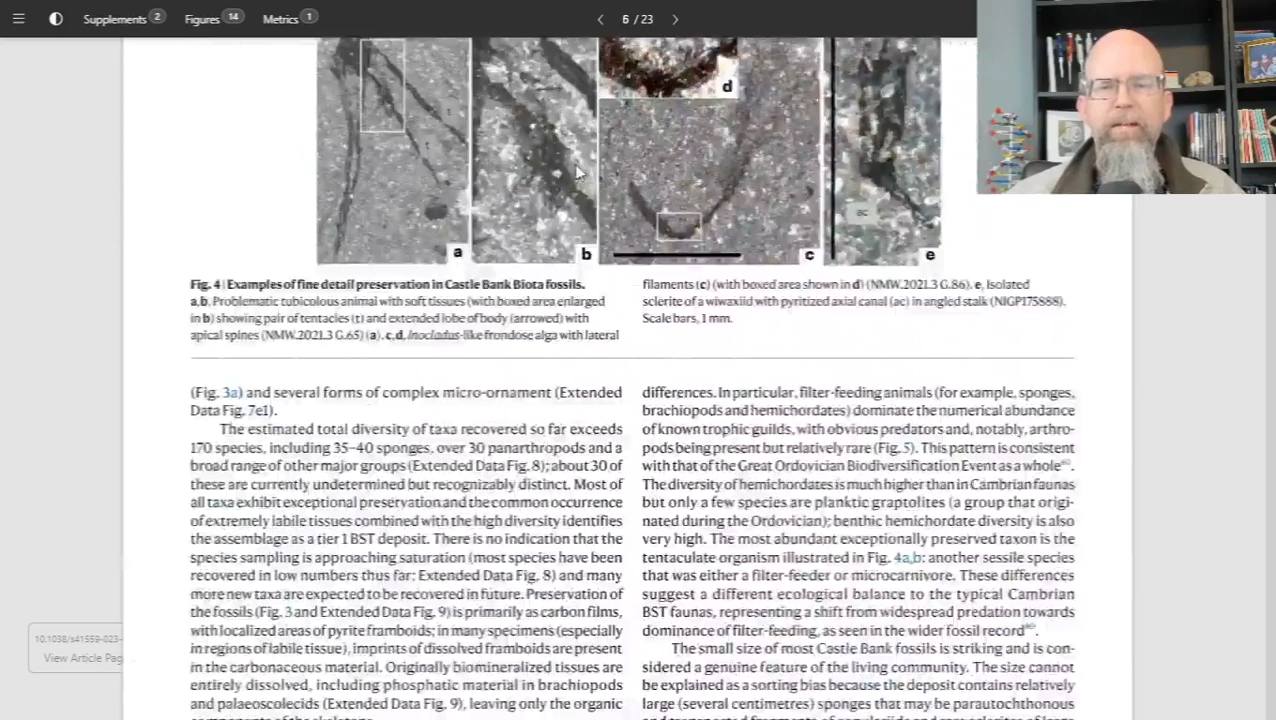 Supplements 2
Figures 14
Metrics 1
6 / 23
d
a
b
c
ac
e
Fig. 4 | Examples of fine detail preservation in Castle Bank Biota fossils.
a,b, Problematic tubicolous animal with soft tissues (with boxed area enlarged
in b) showing pair of tentacles (t) and extended lobe of body (arrowed) with
apical spines (NMW.2021.3 G.65) (a). c,d, Inocladus-like frondose alga with lateral
filaments (c) (with boxed area shown in d) (NMW.2021.3 G.86). e, Isolated
sclerite of a wiwaxiid with pyritized axial canal (ac) in angled stalk (NIGP175888).
Scale bars, 1 mm.
(Fig. 3a) and several forms of complex micro-ornament (Extended
Data Fig. 7e1).
The estimated total diversity of taxa recovered so far exceeds
170 species, including 35–40 sponges, over 30 panarthropods and a
broad range of other major groups (Extended Data Fig. 8); about 30 of
these are currently undetermined but recognizably distinct. Most of
all taxa exhibit exceptional preservation and the common occurrence
of extremely labile tissues combined with the high diversity identifies
the assemblage as a tier 1 BST deposit. There is no indication that the
species sampling is approaching saturation (most species have been
recovered in low numbers thus far; Extended Data Fig. 8) and many
more new taxa are expected to be recovered in future. Preservation of
the fossils (Fig. 3 and Extended Data Fig. 9) is primarily as carbon films,
with localized areas of pyrite framboids; in many specimens (especially
in regions of labile tissue), imprints of dissolved framboids are present
in the carbonaceous material. Originally biomineralized tissues are
entirely dissolved, including phosphatic material in brachiopods
and palaeoscolecids (Extended Data Fig. 9), leaving only the organic
components of the skeleton.
differences. In particular, filter-feeding animals (for example, sponges,
brachiopods and hemichordates) dominate the numerical abundance
of known trophic guilds, with obvious predators and, notably, arthro-
pods being present but relatively rare (Fig. 5). This pattern is consistent
with that of the Great Ordovician Biodiversification Event as a whole
The diversity of hemichordates is much higher than in Cambrian faunas
but only a few species are planktic graptolites (a group that origi-
nated during the Ordovician); benthic hemichordate diversity is also
very high. The most abundant exceptionally preserved taxon is the
tentaculate organism illustrated in Fig. 4a,b: another sessile species
that was either a filter-feeder or microcarnivore. These differences
suggest a different ecological balance to the typical Cambrian
BST faunas, representing a shift from widespread predation towards
dominance of filter-feeding, as seen in the wider fossil record
The small size of most Castle Bank fossils is striking and is con-
sidered a genuine feature of the living community. The size cannot
be explained as a sorting bias because the deposit contains relatively
large (several centimetres) sponges that may be parautochthonous
10.1038/s41559-023-
View Article Pag